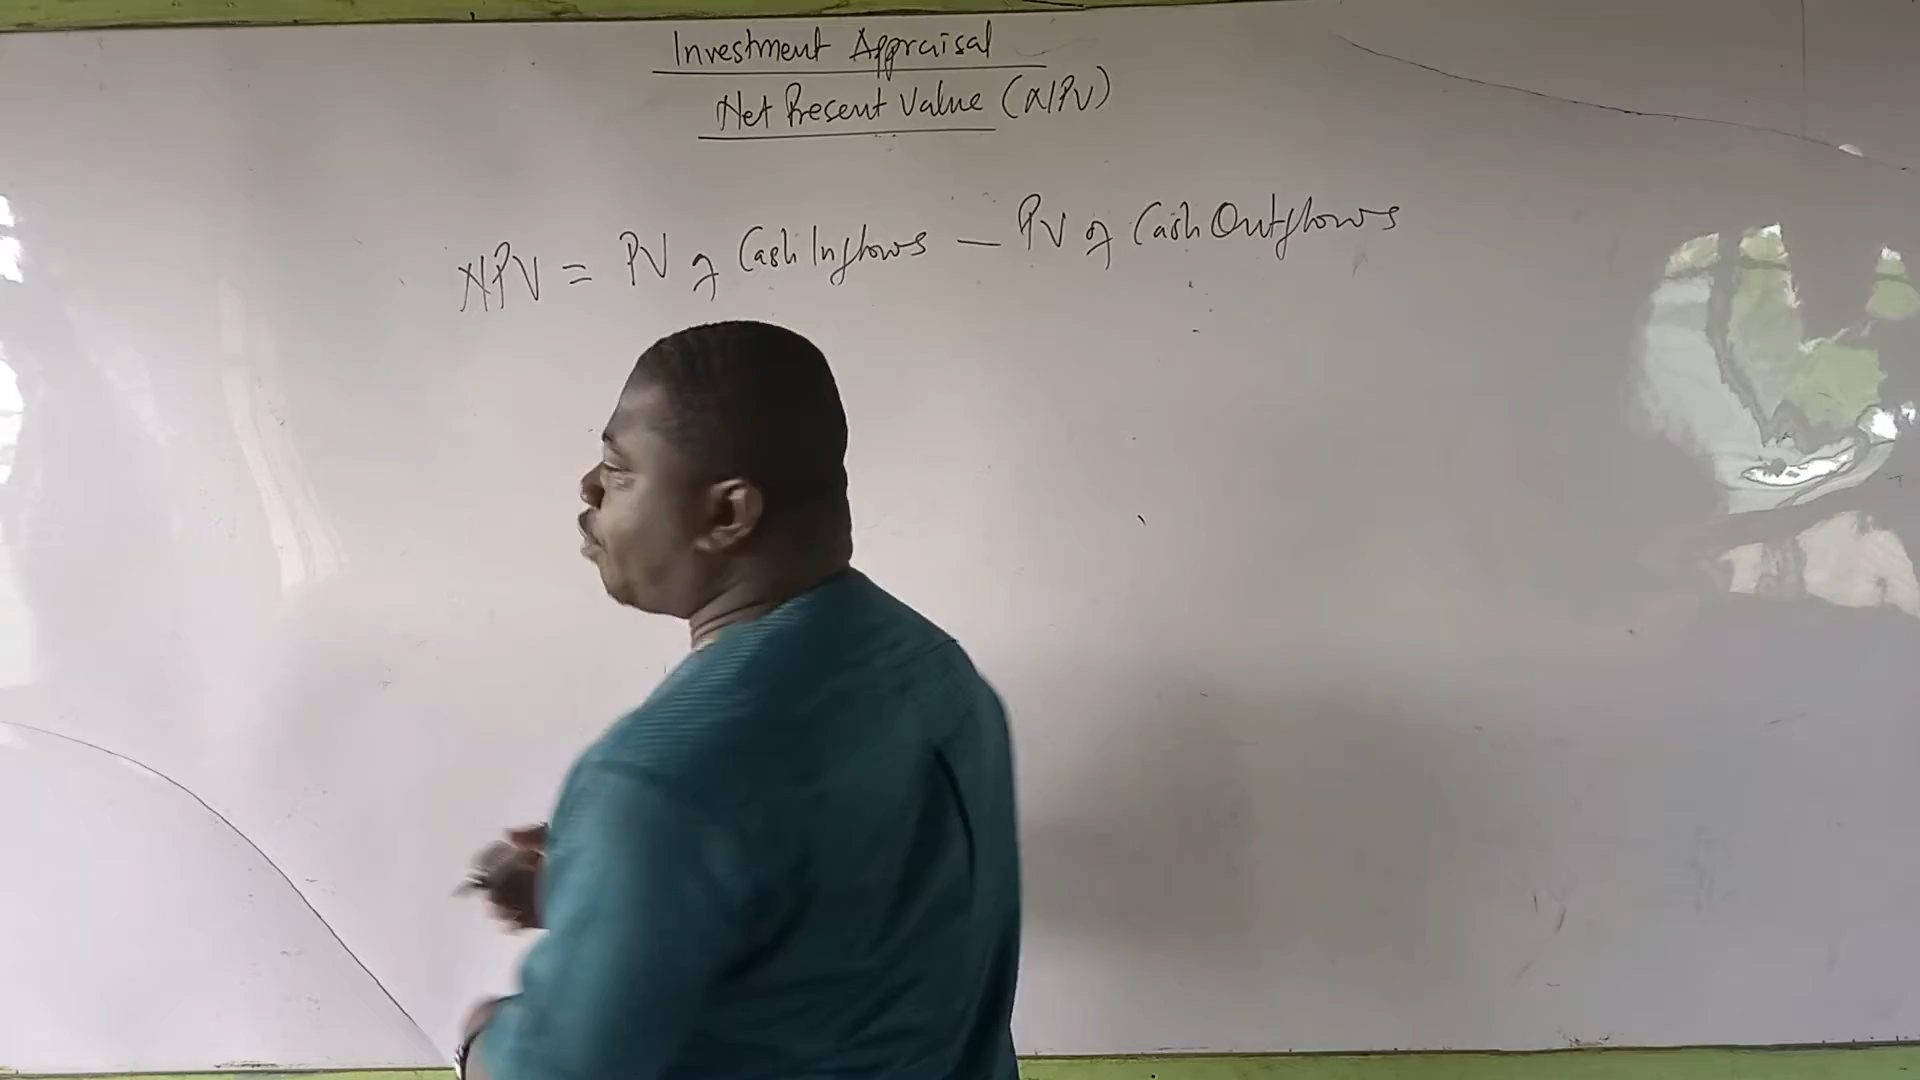 Investment Appraisal
Net Present Value (NPV)
NPV = PV of Cash Inflows — PV of Cash Outflows